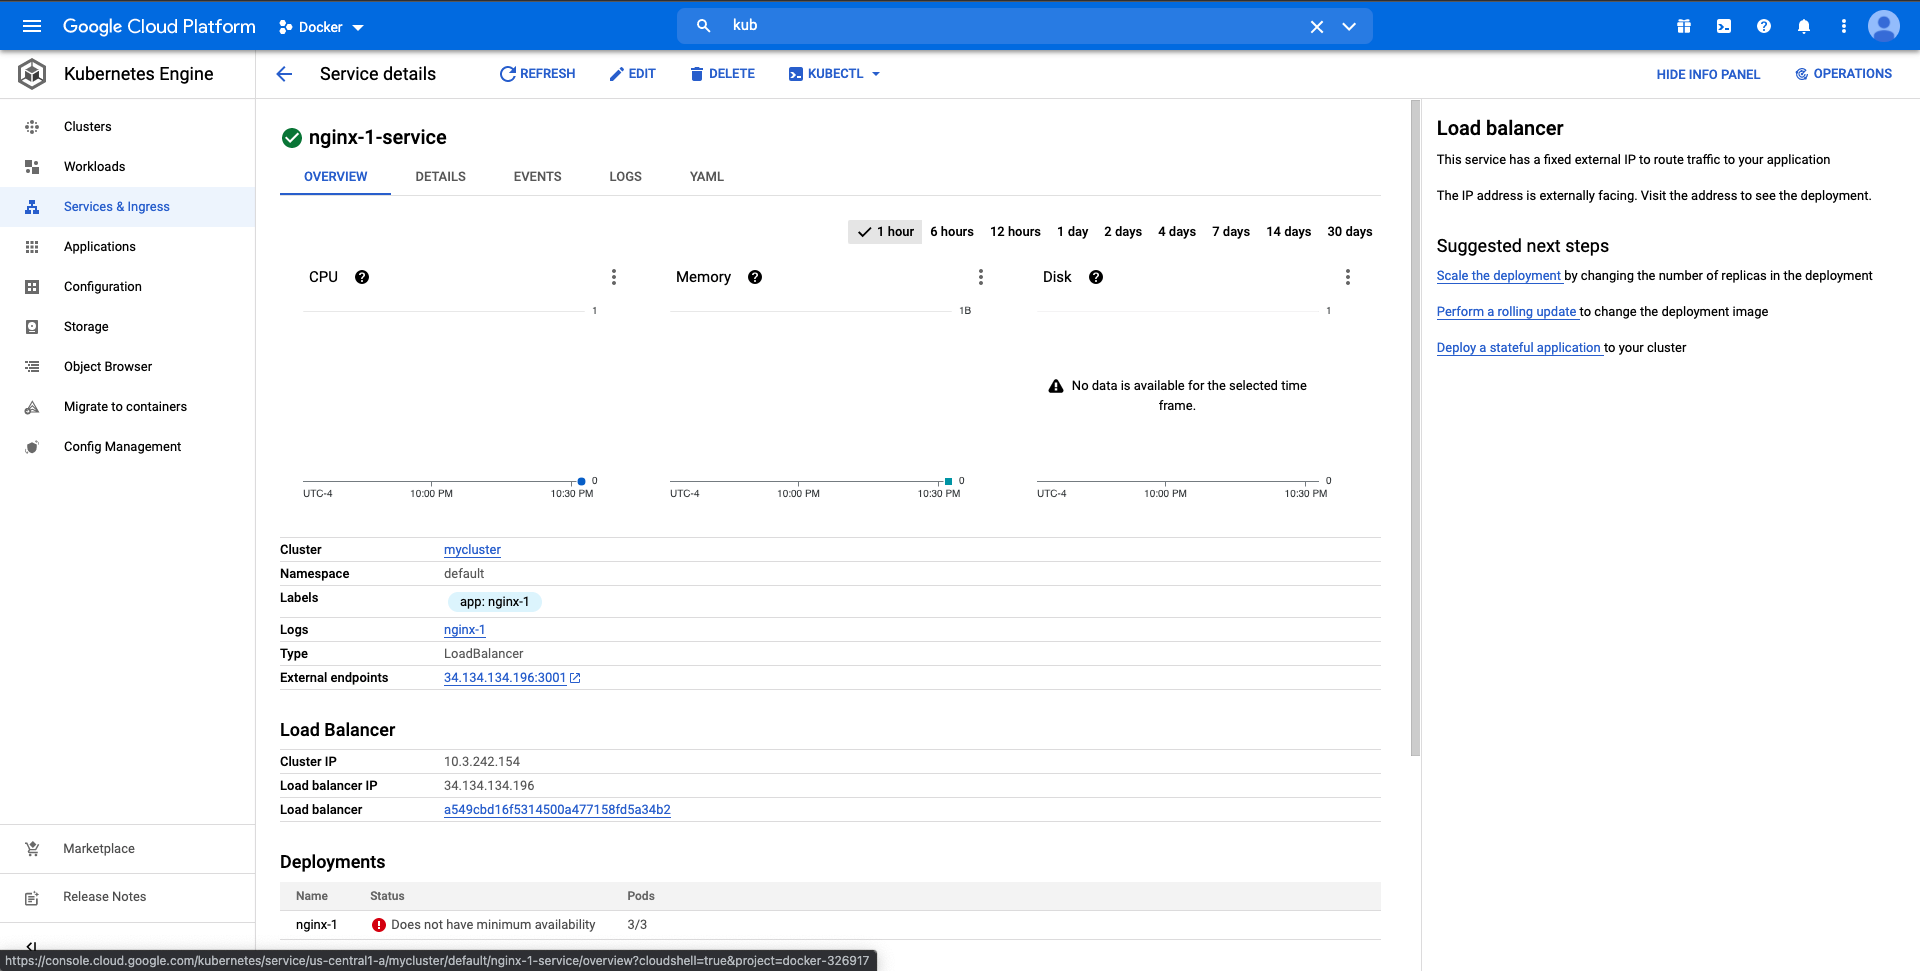 Google Cloud Platform
Docker
kub
Kubernetes Engine
Service details
REFRESH
EDIT
DELETE
KUBECTL
HIDE INFO PANEL
OPERATIONS
Clusters
Workloads
Services & Ingress
Applications
Configuration
Storage
Object Browser
Migrate to containers
Config Management
Marketplace
Release Notes
nginx-1-service
OVERVIEW
DETAILS
EVENTS
LOGS
YAML
1 hour
6 hours
12 hours
1 day
2 days
4 days
7 days
14 days
30 days
CPU
1
0
UTC-4
10:00 PM
10:30 PM
Memory
1B
0
UTC-4
10:00 PM
10:30 PM
Disk
1
No data is available for the selected time
frame.
0
UTC-4
10:00 PM
10:30 PM
Cluster mycluster
Namespace default
Labels app: nginx-1
Logs nginx-1
Type LoadBalancer
External endpoints 34.134.134.196:3001
Load Balancer
Cluster IP 10.3.242.154
Load balancer IP 34.134.134.196
Load balancer a549cbd16f5314500a477158fd5a34b2
Deployments
Name Status Pods
nginx-1 Does not have minimum availability 3/3
Load balancer
This service has a fixed external IP to route traffic to your application
The IP address is externally facing. Visit the address to see the deployment.
Suggested next steps
Scale the deployment by changing the number of replicas in the deployment
Perform a rolling update to change the deployment image
Deploy a stateful application to your cluster
https://console.cloud.google.com/kubernetes/service/us-central1-a/mycluster/default/nginx-1-service/overview?cloudshell=true&project=docker-326917